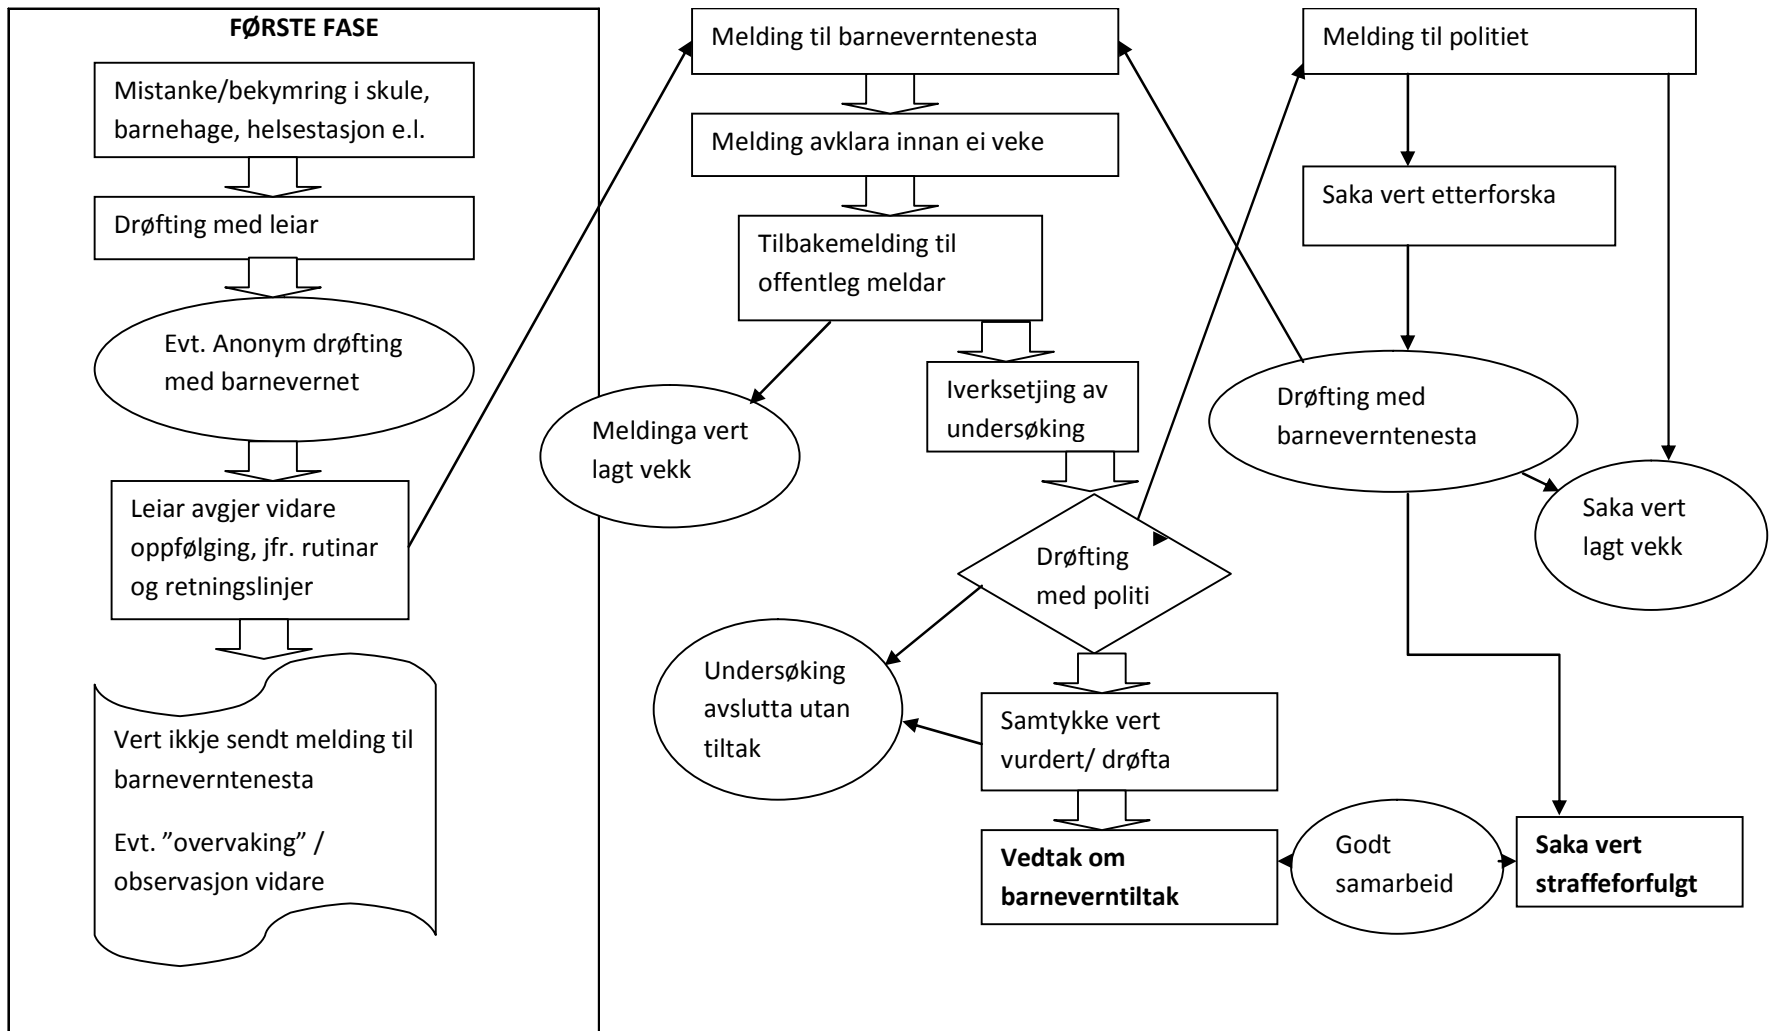 FØRSTE FASE
Mistanke/bekymring i skule,
barnehage, helsestasjon e.l.
Drøfting med leiar
Evt. Anonym drøfting
med barnevernet
Leiar avgjer vidare
oppfølging, jfr. rutinar
og retningslinjer
Vert ikkje sendt melding til
barneverntenesta
Evt. ”overvaking” /
observasjon vidare
Melding til barneverntenesta
Melding avklara innan ei veke
Tilbakemelding til
offentleg meldar
Meldinga vert
lagt vekk
Iverksetjing av
undersøking
Drøfting
med politi
Undersøking
avslutta utan
tiltak
Samtykke vert
vurdert/ drøfta
Vedtak om
barneverntiltak
Melding til politiet
Saka vert etterforska
Drøfting med
barneverntenesta
Saka vert
lagt vekk
Godt
samarbeid
Saka vert
straffeforfulgt